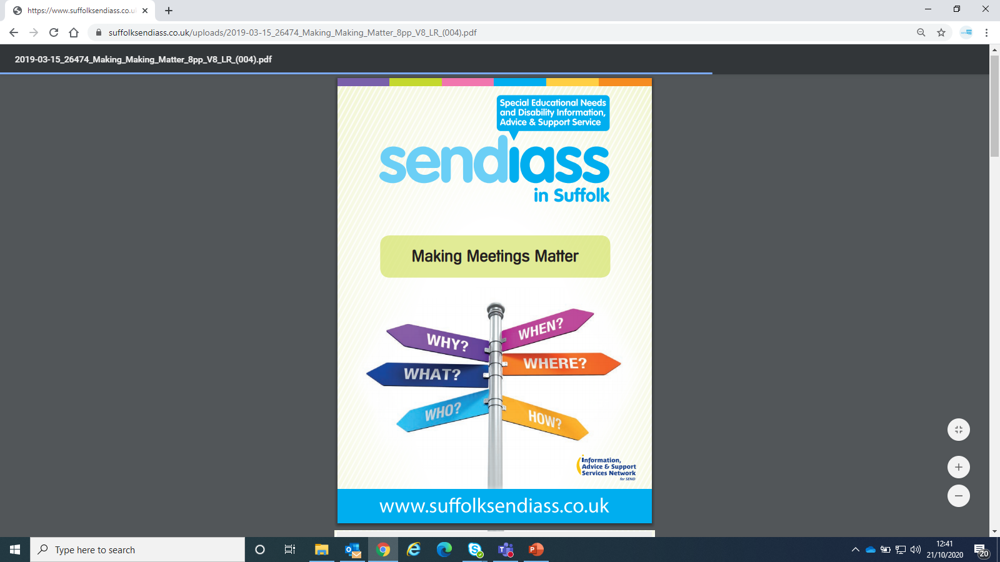 https://www.suffolksendiass.co.u
suffolksendiass.co.uk/uploads/2019-03-15_26474_Making_Making_Matter_8pp_V8_LR_(004).pdf
2019-03-15_26474_Making_Making_Matter_8pp_V8_LR_(004).pdf
Special Educational Needs
and Disability Information,
Advice & Support Service
sendiass
in Suffolk
Making Meetings Matter
WHY?
WHEN?
WHAT?
WHERE?
WHO?
HOW?
Information,
Advice & Support
Services Network
for SEND
www.suffolksendiass.co.uk
Type here to search
12:41
21/10/2020
20